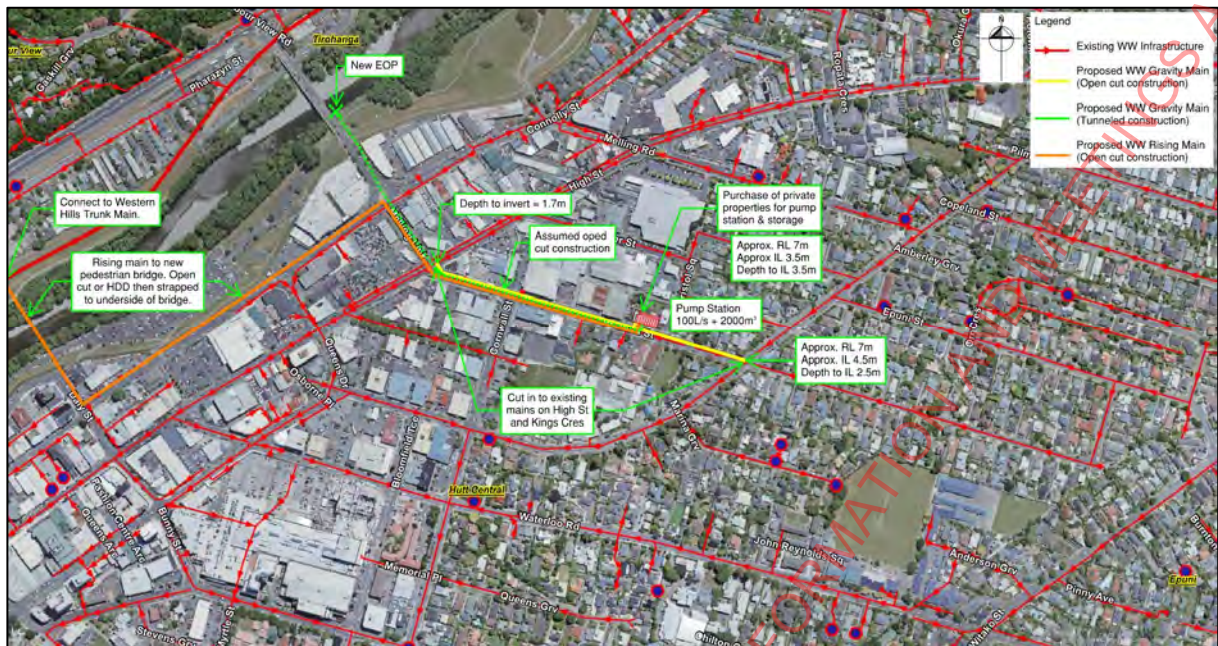 Legend
Existing WW Infrastructure
Proposed WW Gravity Main
(Open cut construction)
Proposed WW Gravity Main
(Tunneled construction)
Proposed WW Rising Main
(Open cut construction)
New EOP
Tirohanga
Pharazyn St
Connolly St
Melling Rd
High St
Copeland St
Amberley Grv
Connect to Western
Hills Trunk Main.
Rising main to new
pedestrian bridge. Open
cut or HDD then strapped
to underside of bridge.
Depth to invert = 1.7m
Assumed oped
cut construction
Purchase of private
properties for pump
station & storage
Approx. RL 7m
Approx IL 3.5m
Depth to IL 3.5m
Pump Station
100L/s + 2000m³
Approx. RL 7m
Approx. IL 4.5m
Depth to IL 2.5m
Cut in to existing
mains on High St
and Kings Cres
Cornwall St
Epuni St
Queens Dr
Osborne Pl
Daly St
Marina Grv
Bloomfield Tce
Hutt Central
Waterloo Rd
Bunny St
Queens Arc
Memorial Pl
Queens Grv
John Reynolds Sq
Anderson Grv
Pinny Ave
Epuni
Witako St
Myrtle St